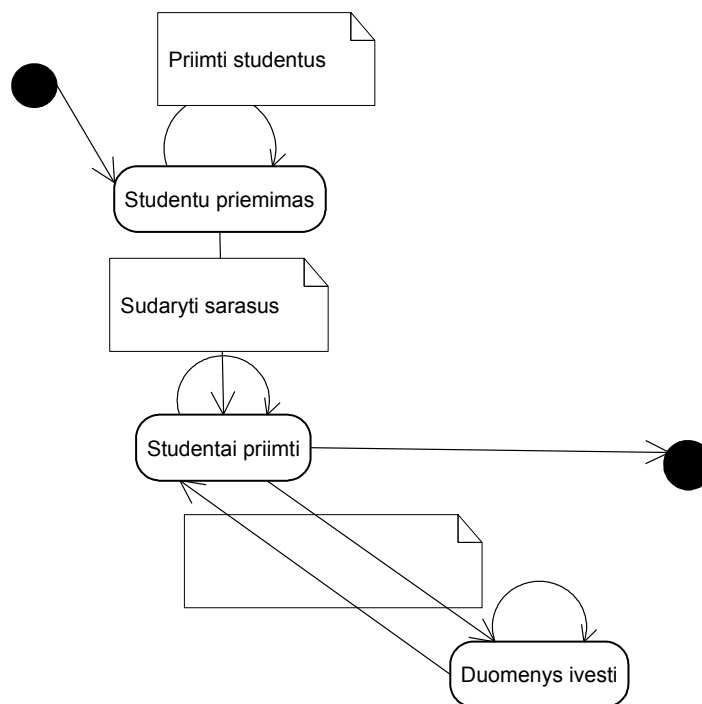 Priimti studentus
Studentu priemimas
Sudaryti sarasus
Studentai priimti
Duomenys ivesti